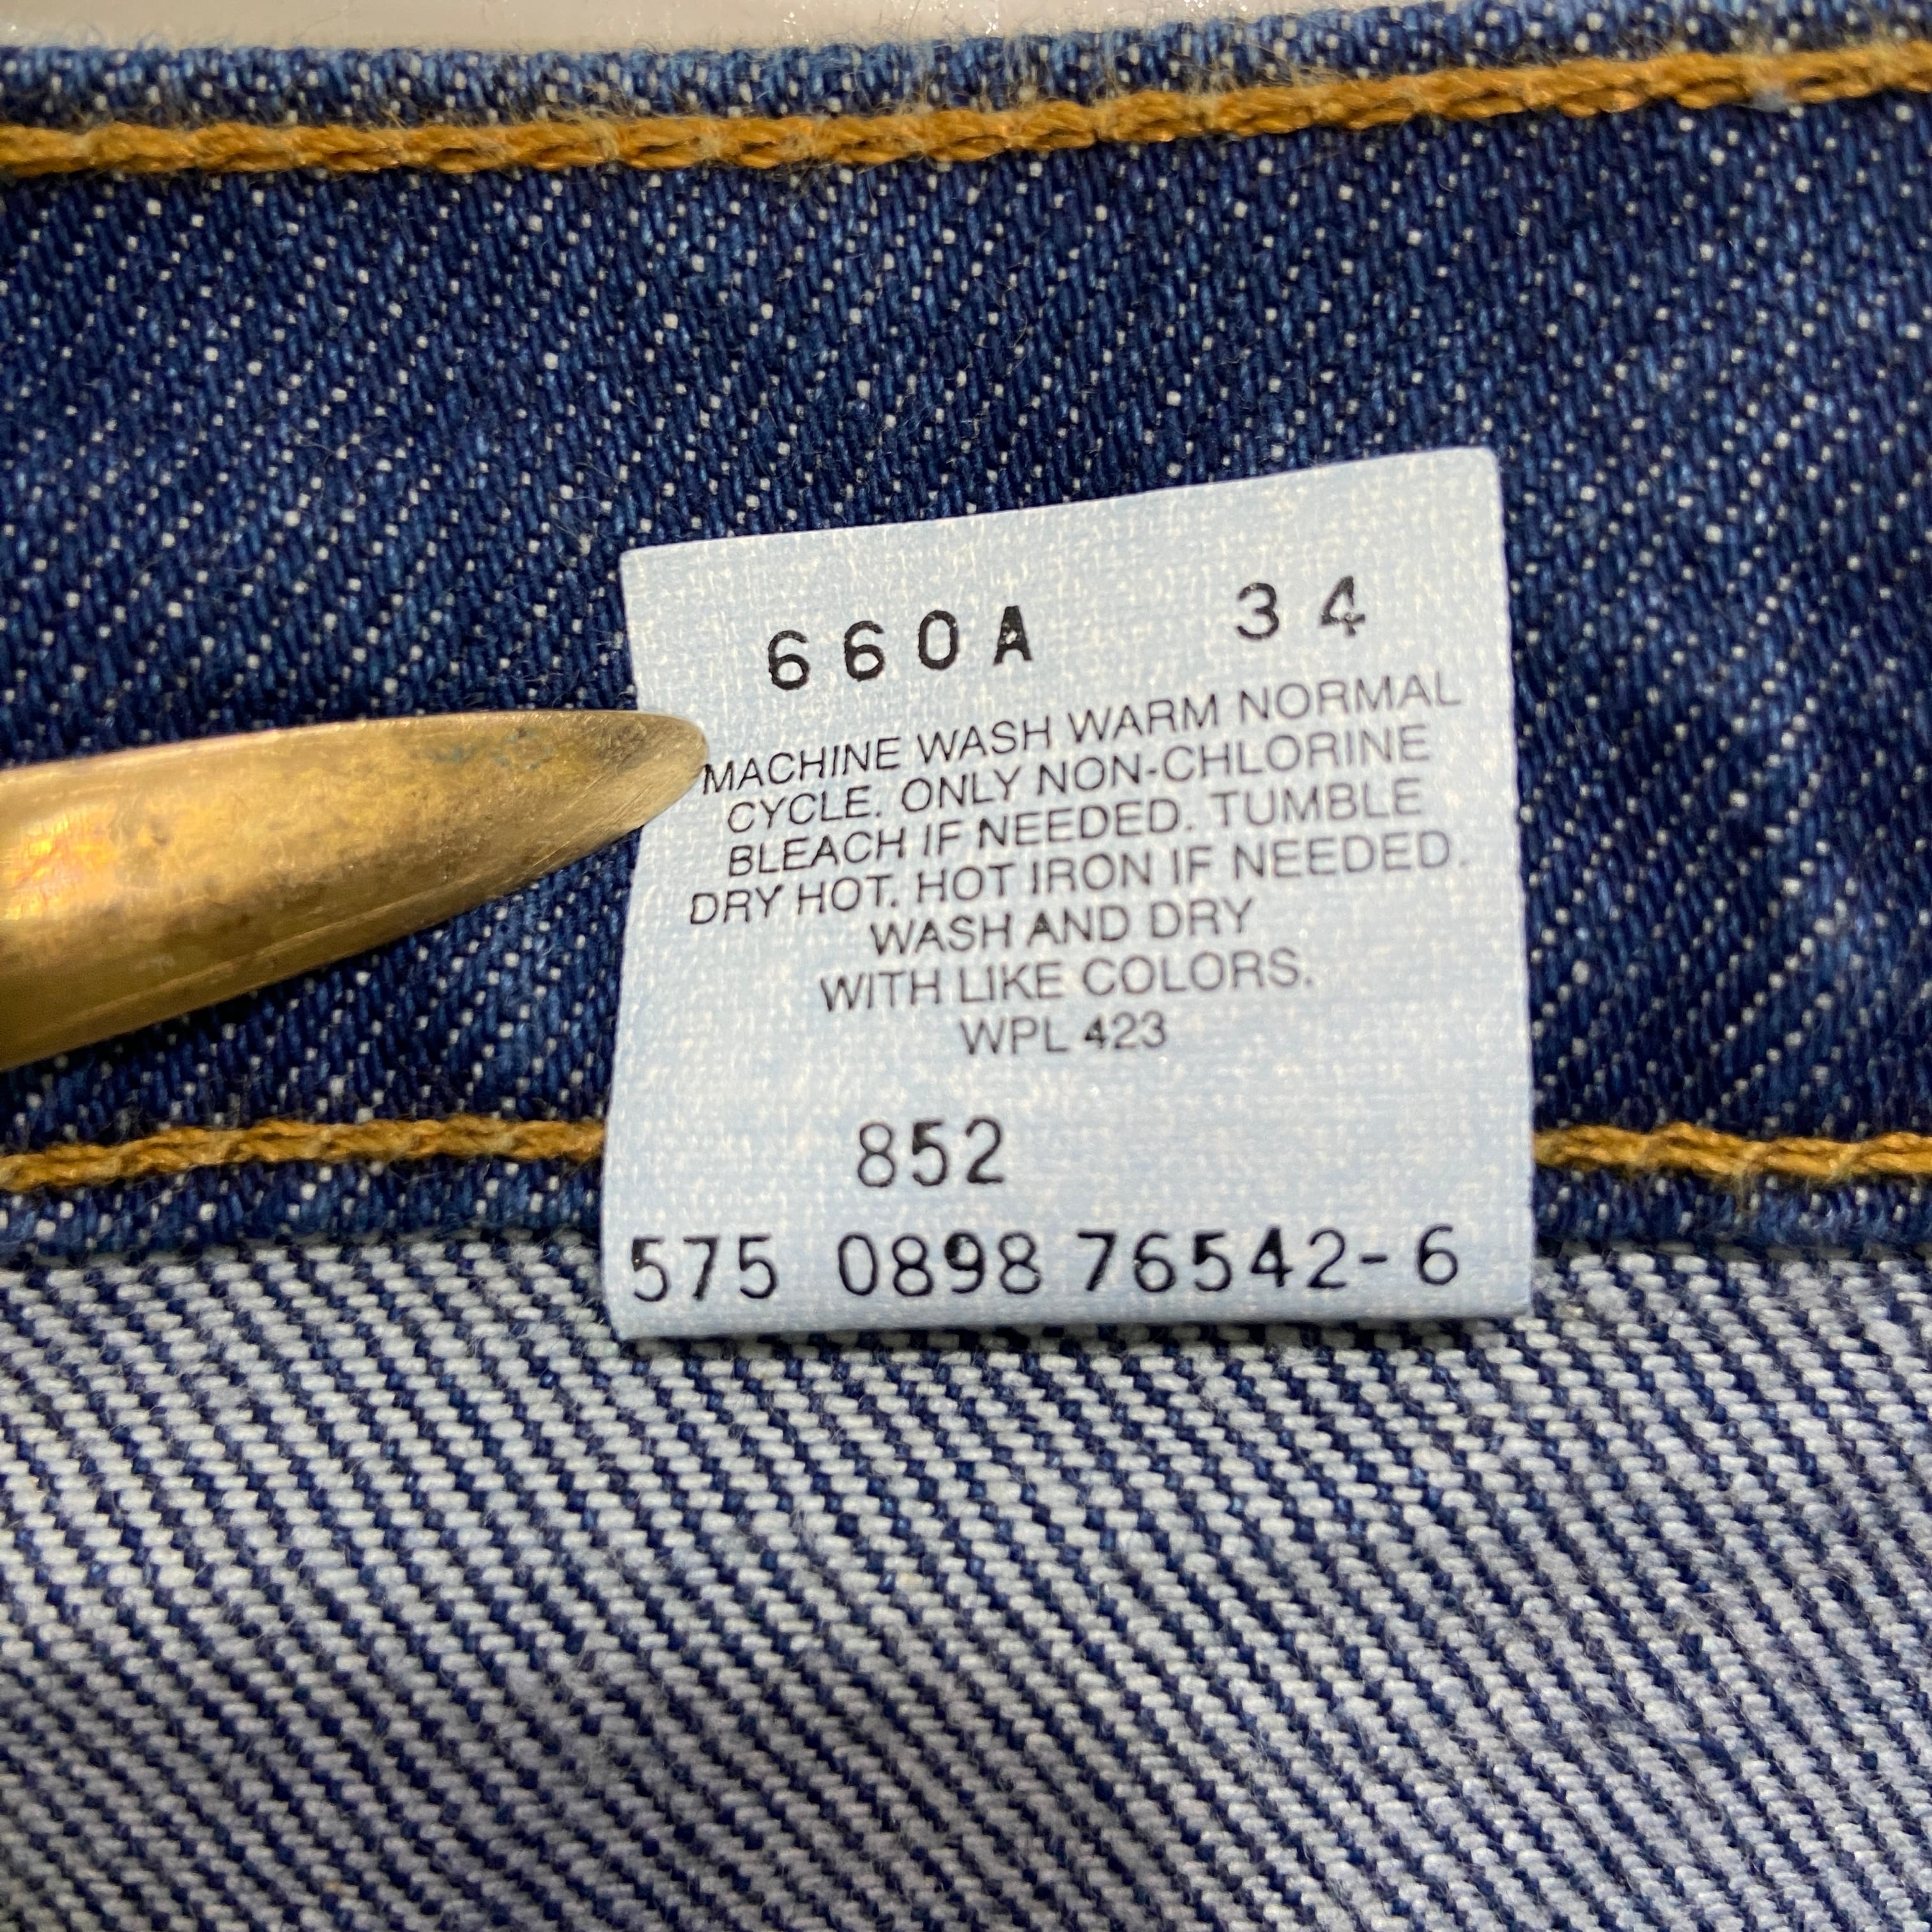 660A 34
MACHINE WASH WARM NORMAL
CYCLE. ONLY NON-CHLORINE
BLEACH IF NEEDED. TUMBLE
DRY HOT. HOT IRON IF NEEDED.
WASH AND DRY
WITH LIKE COLORS.
WPL 423
852
575 0898 76542-6